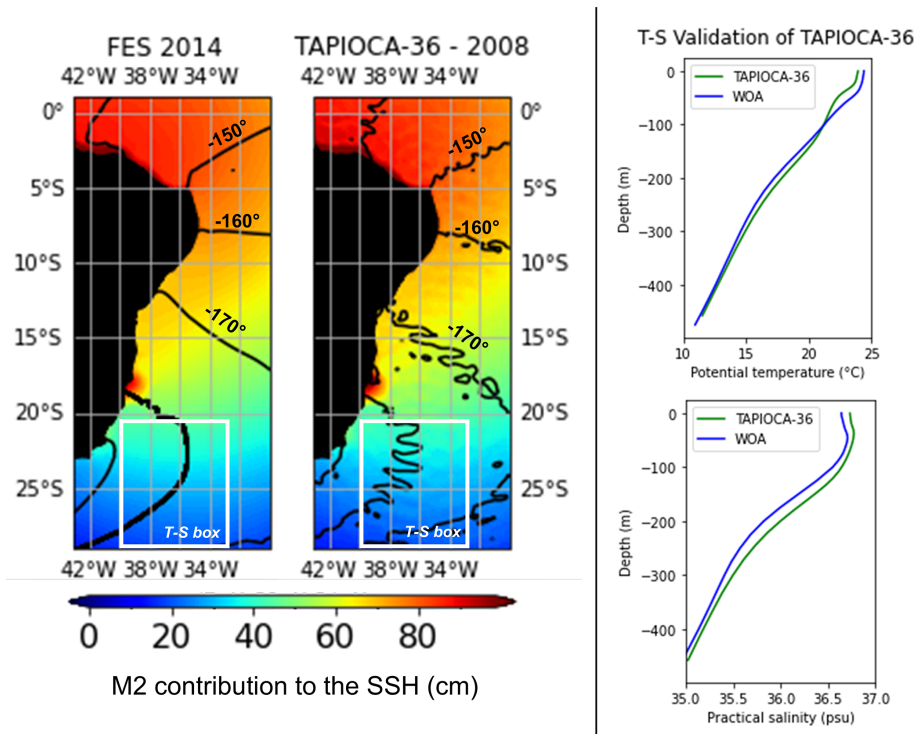 FES 2014
42°W 38°W 34°W
0°
5°S
10°S
15°S
20°S
25°S
-150°
-160°
-170°
T-S box
42°W 38°W 34°W
TAPIOCA-36 - 2008
42°W 38°W 34°W
0°
5°S
10°S
15°S
20°S
25°S
-150°
-160°
-170°
T-S box
42°W 38°W 34°W
0 20 40 60 80
M2 contribution to the SSH (cm)
T-S Validation of TAPIOCA-36
TAPIOCA-36
WOA
0
−100
−200
−300
−400
Depth (m)
10 15 20 25
Potential temperature (°C)
TAPIOCA-36
WOA
0
−100
−200
−300
−400
Depth (m)
35.0 35.5 36.0 36.5 37.0
Practical salinity (psu)